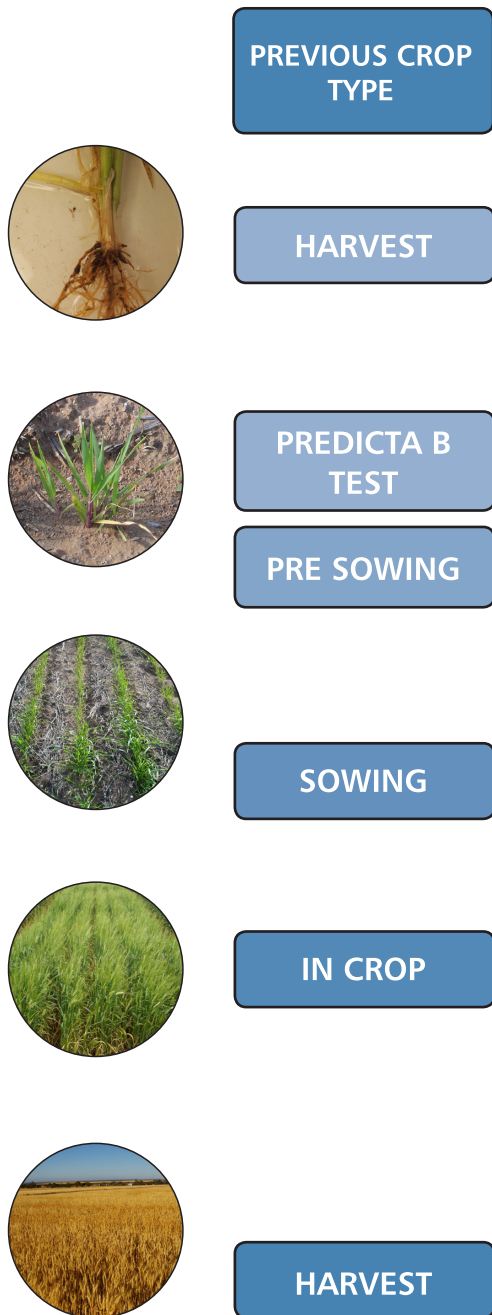 PREVIOUS CROP
TYPE
HARVEST
PREDICTA B
TEST
PRE SOWING
SOWING
IN CROP
HARVEST